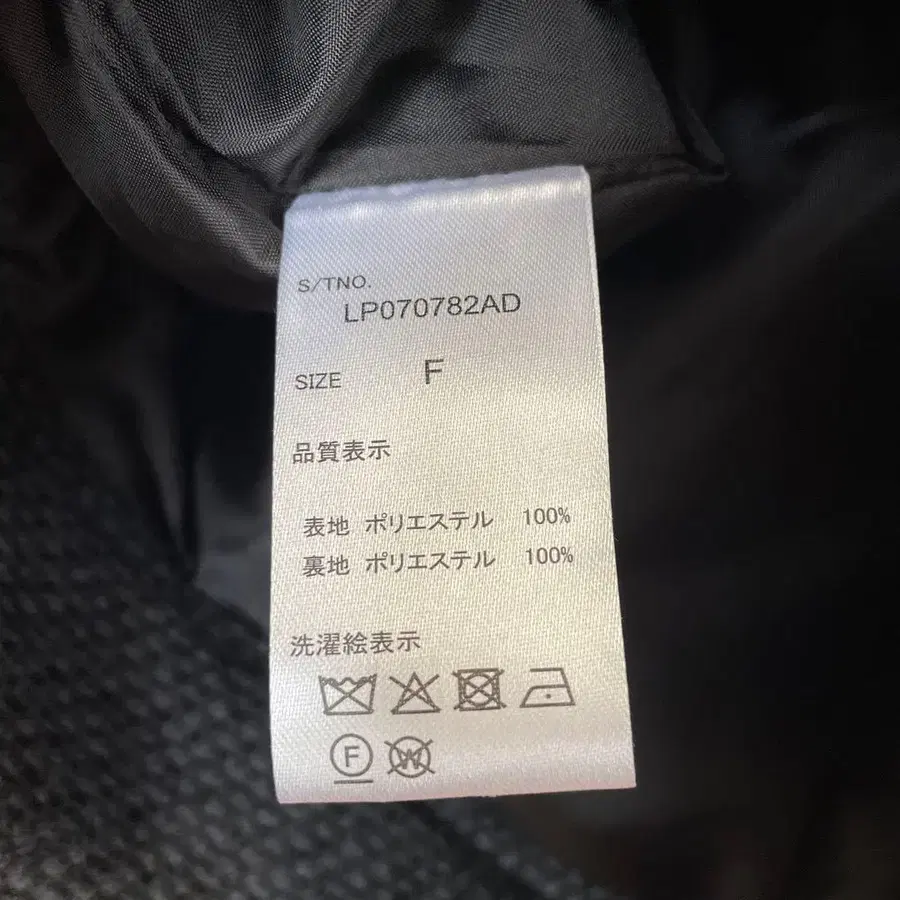 S/TNO.
LP070782AD
SIZE F
品質表示
表地 ポリエステル 100%
裏地 ポリエステル 100%
洗濯絵表示
F W